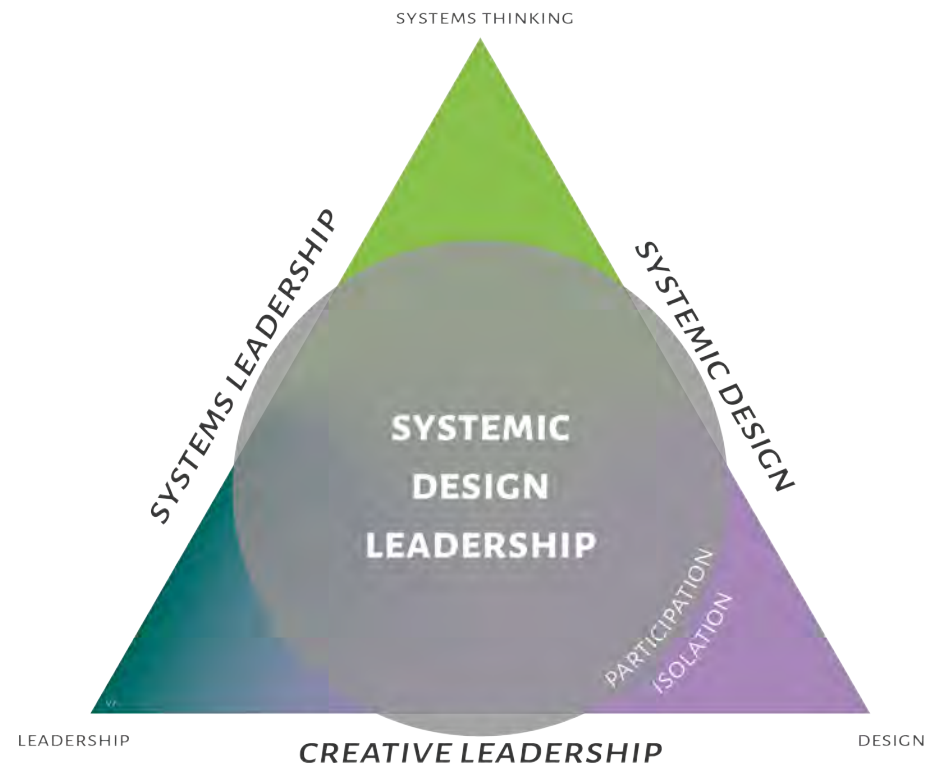 SYSTEMS THINKING
SYSTEMS LEADERSHIP
SYSTEMIC DESIGN
SYSTEMIC
DESIGN
LEADERSHIP
PARTICIPATION
ISOLATION
LEADERSHIP
DESIGN
CREATIVE LEADERSHIP